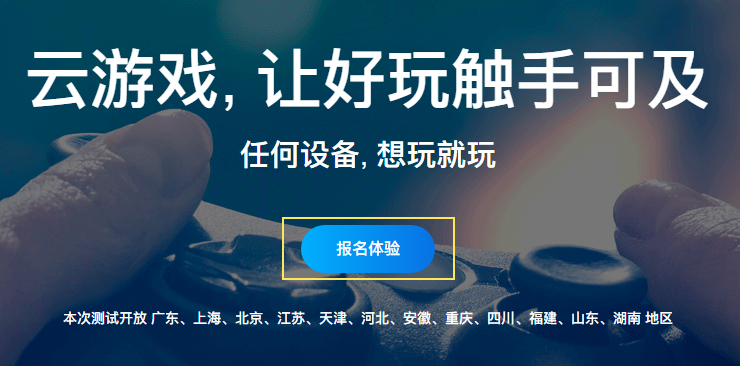 云游戏, 让好玩触手可及
任何设备, 想玩就玩
报名体验
本次测试开放 广东、上海、北京、江苏、天津、河北、安徽、重庆、四川、福建、山东、湖南 地区